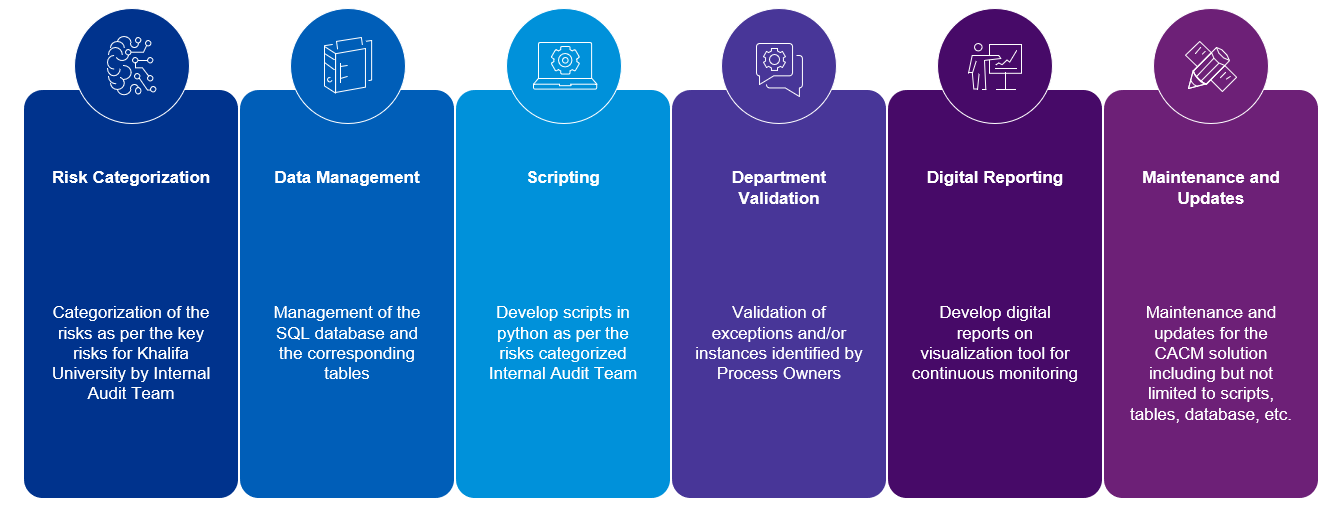 Risk Categorization
Categorization of the
risks as per the key
risks for Khalifa
University by Internal
Audit Team
Data Management
Management of the
SQL database and
the corresponding
tables
Scripting
Develop scripts in
python as per the
risks categorized
Internal Audit Team
Department
Validation
Validation of
exceptions and/or
instances identified by
Process Owners
Digital Reporting
Develop digital
reports on
visualization tool for
continuous monitoring
Maintenance and
Updates
Maintenance and
updates for the
CACM solution
including but not
limited to scripts,
tables, database, etc.